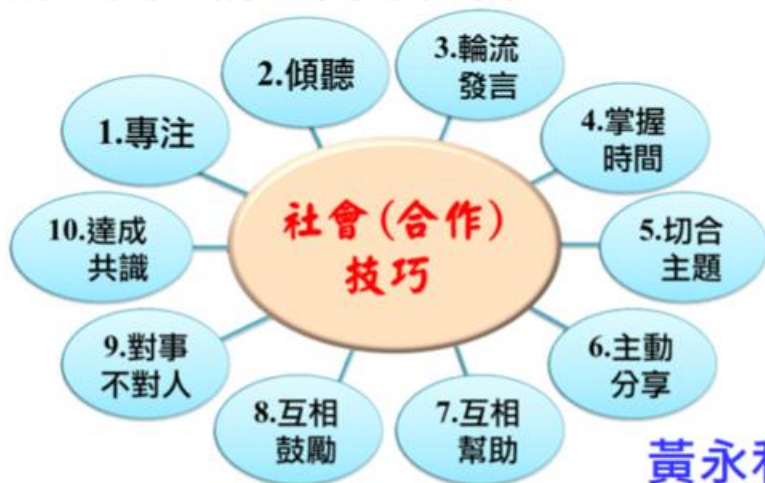 社會(合作)
技巧
1.專注
2.傾聽
3.輪流
發言
4.掌握
時間
5.切合
主題
6.主動
分享
7.互相
幫助
8.互相
鼓勵
9.對事
不對人
10.達成
共識
黃永